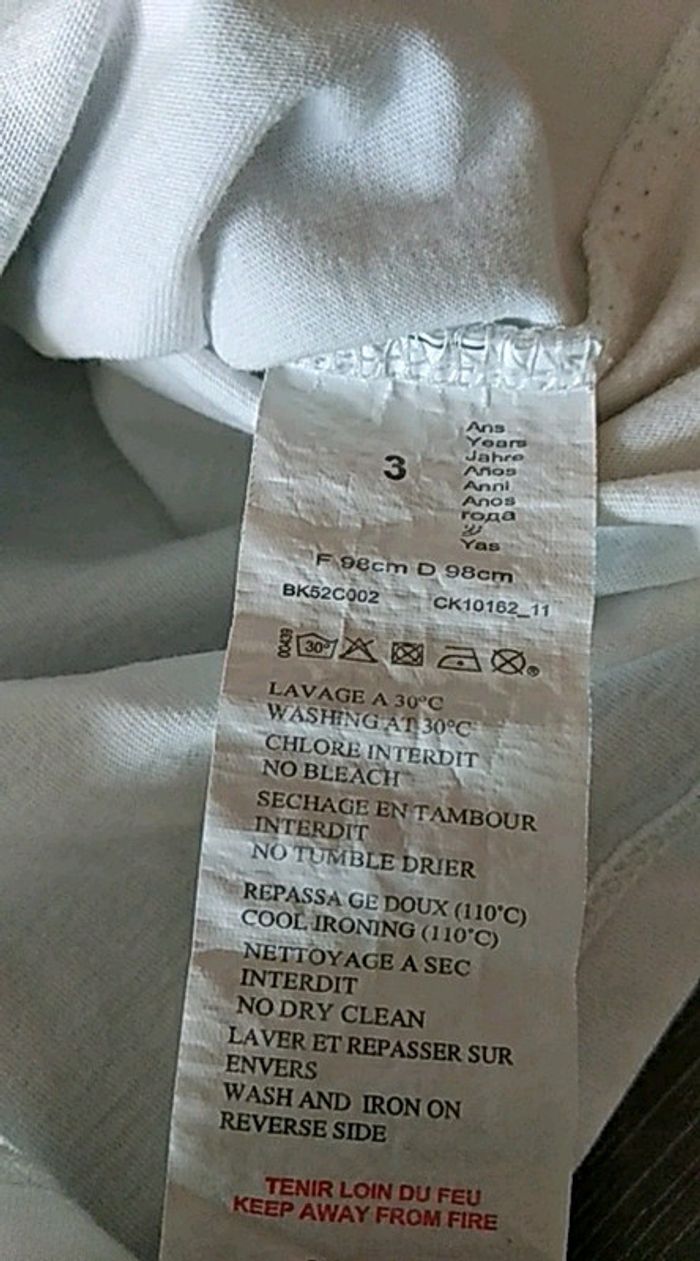 3
Ans
Years
Jahre
Años
Anni
Anos
года
岁
Yas
F 98cm D 98cm
BK52C002 CK10162_11
00439 30°
LAVAGE A 30°C
WASHING AT 30°C
CHLORE INTERDIT
NO BLEACH
SECHAGE EN TAMBOUR
INTERDIT
NO TUMBLE DRIER
REPASSA GE DOUX (110°C)
COOL IRONING (110°C)
NETTOYAGE A SEC
INTERDIT
NO DRY CLEAN
LAVER ET REPASSER SUR
ENVERS
WASH AND IRON ON
REVERSE SIDE
TENIR LOIN DU FEU
KEEP AWAY FROM FIRE